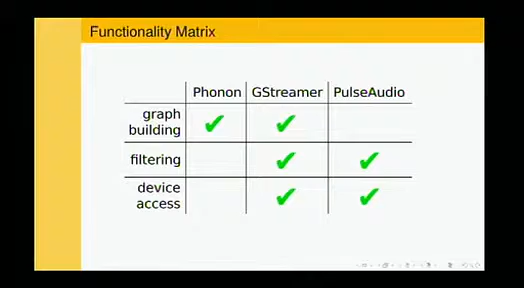 Functionality Matrix
Phonon GStreamer PulseAudio
graph
building ✔ ✔
filtering ✔ ✔
device
access ✔ ✔